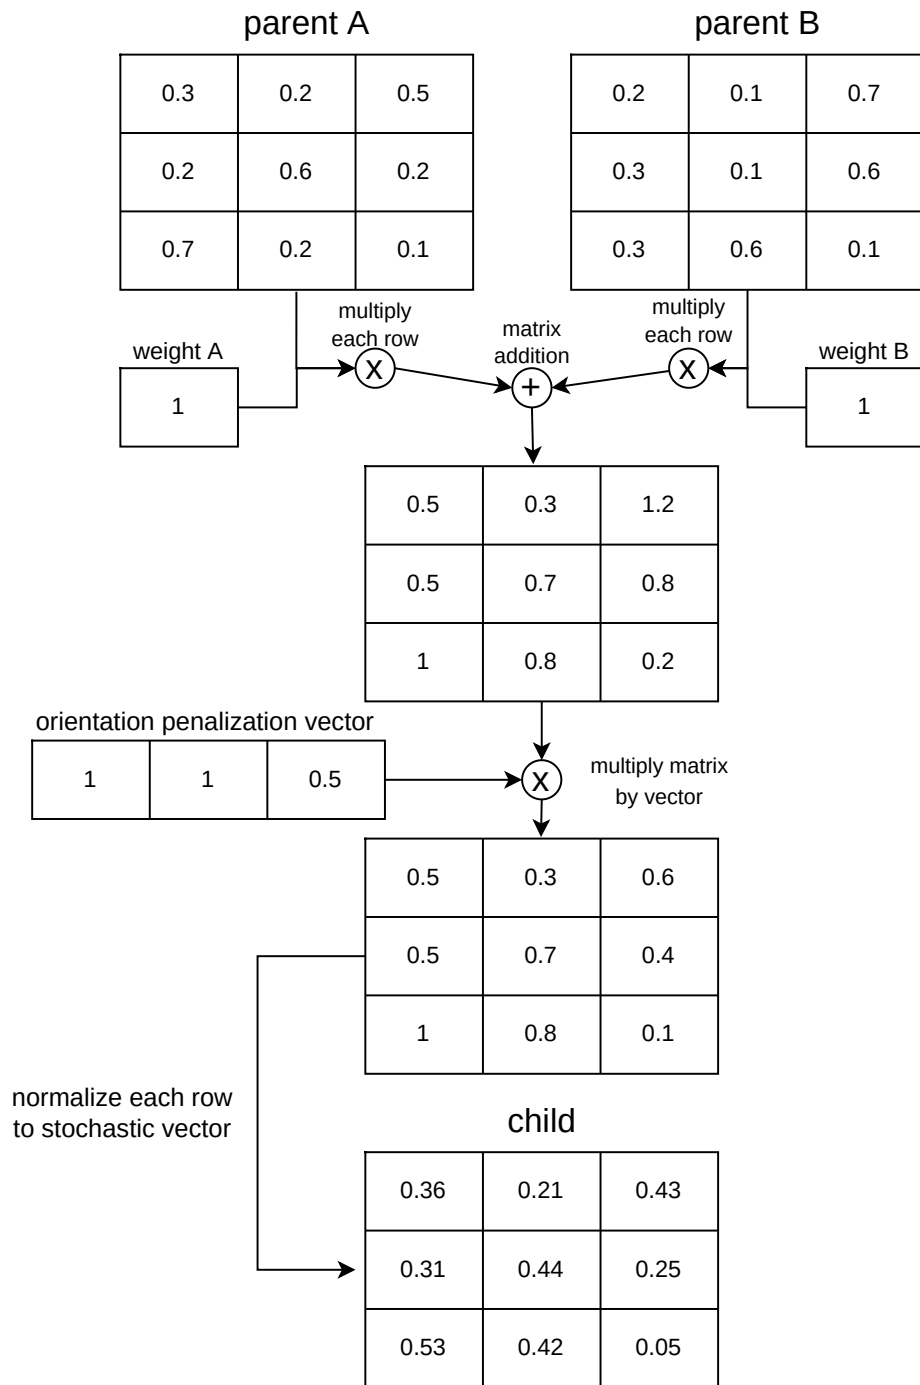 parent A
parent B
0.3 0.2 0.5
0.2 0.6 0.2
0.7 0.2 0.1
0.2 0.1 0.7
0.3 0.1 0.6
0.3 0.6 0.1
weight A
1
multiply
each row
matrix
addition
multiply
each row
weight B
1
X
+
X
0.5 0.3 1.2
0.5 0.7 0.8
1 0.8 0.2
orientation penalization vector
1 1 0.5
X
multiply matrix
by vector
0.5 0.3 0.6
0.5 0.7 0.4
1 0.8 0.1
normalize each row
to stochastic vector
child
0.36 0.21 0.43
0.31 0.44 0.25
0.53 0.42 0.05